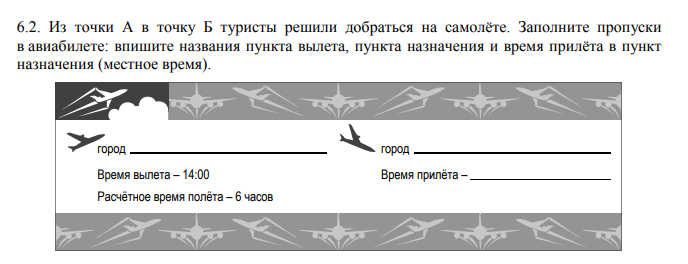 6.2. Из точки А в точку Б туристы решили добраться на самолёте. Заполните пропуски
в авиабилете: впишите названия пункта вылета, пункта назначения и время прилёта в пункт
назначения (местное время).
город
город
Время вылета – 14:00
Время прилёта –
Расчётное время полёта – 6 часов